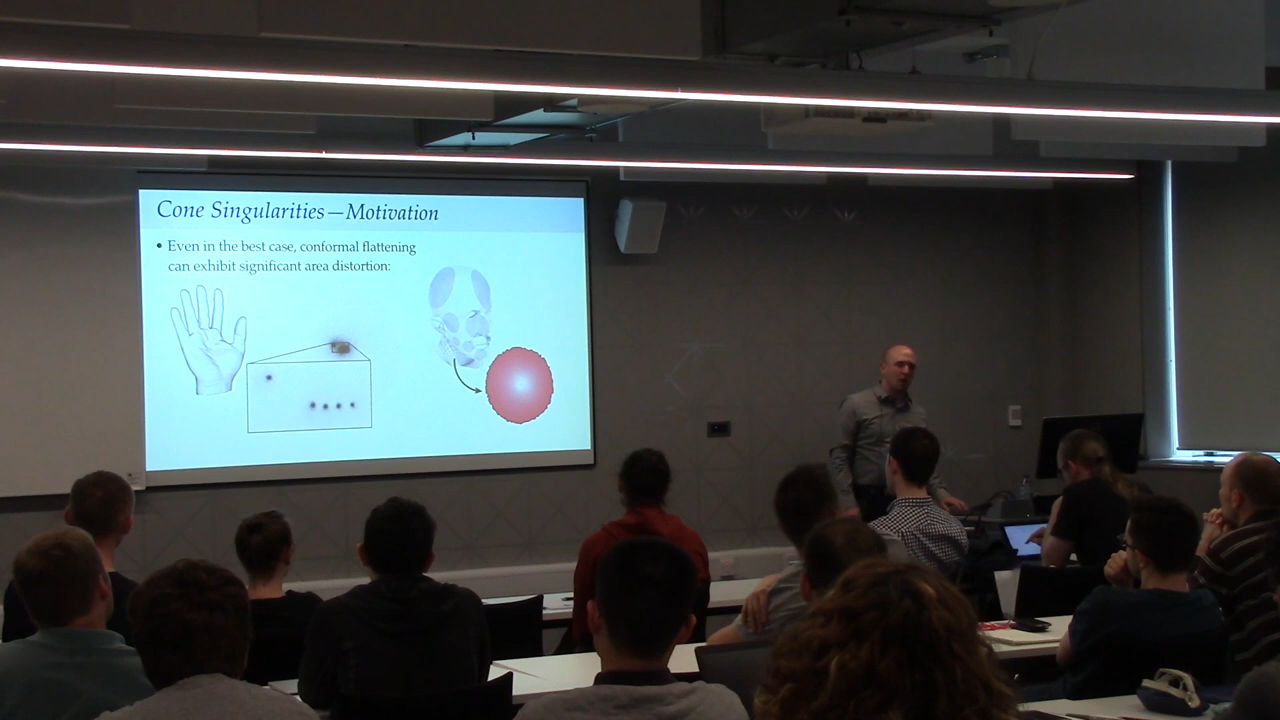 Cone Singularities—Motivation
• Even in the best case, conformal flattening
can exhibit significant area distortion: